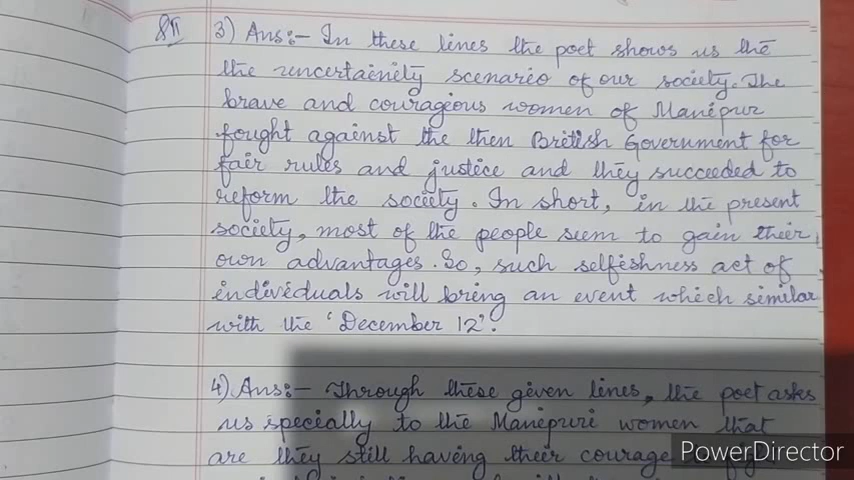 8π 3) Ans:- In these lines the poet shows us the
the uncertainity scenario of our society. The
brave and courageous women of Manipur
fought against the then British Government for
fair rules and justice and they succeeded to
reform the society. In short, in the present
society, most of the people seem to gain their
own advantages. So, such selfishness act of
individuals will bring an event which similar
with the 'December 12'.
4) Ans:- Through these given lines, the poet asks
us specially to the Manipuri women that
are they still having their courage
PowerDirector